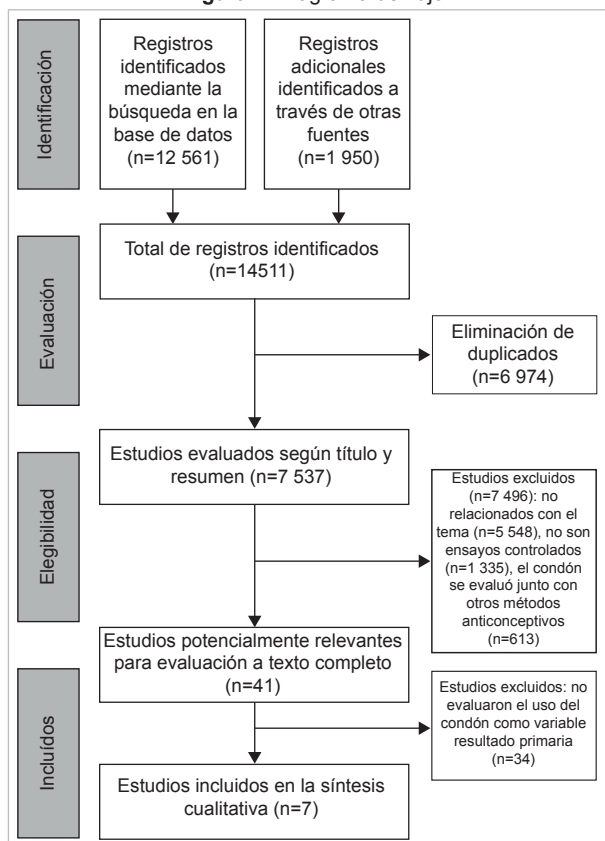 Identificación
Registros
identificados
mediante la
búsqueda en la
base de datos
(n=12 561)
Registros
adicionales
identificados a
través de otras
fuentes
(n=1 950)
Evaluación
Total de registros identificados
(n=14511)
Eliminación de
duplicados
(n=6 974)
Elegibilidad
Estudios evaluados según título y
resumen (n=7 537)
Estudios excluidos
(n=7 496): no
relacionados con el
tema (n=5 548), no son
ensayos controlados
(n=1 335), el condón
se evaluó junto con
otros métodos
anticonceptivos
(n=613)
Estudios potencialmente relevantes
para evaluación a texto completo
(n=41)
Incluídos
Estudios excluidos: no
evaluaron el uso del
condón como variable
resultado primaria
(n=34)
Estudios incluidos en la síntesis
cualitativa (n=7)